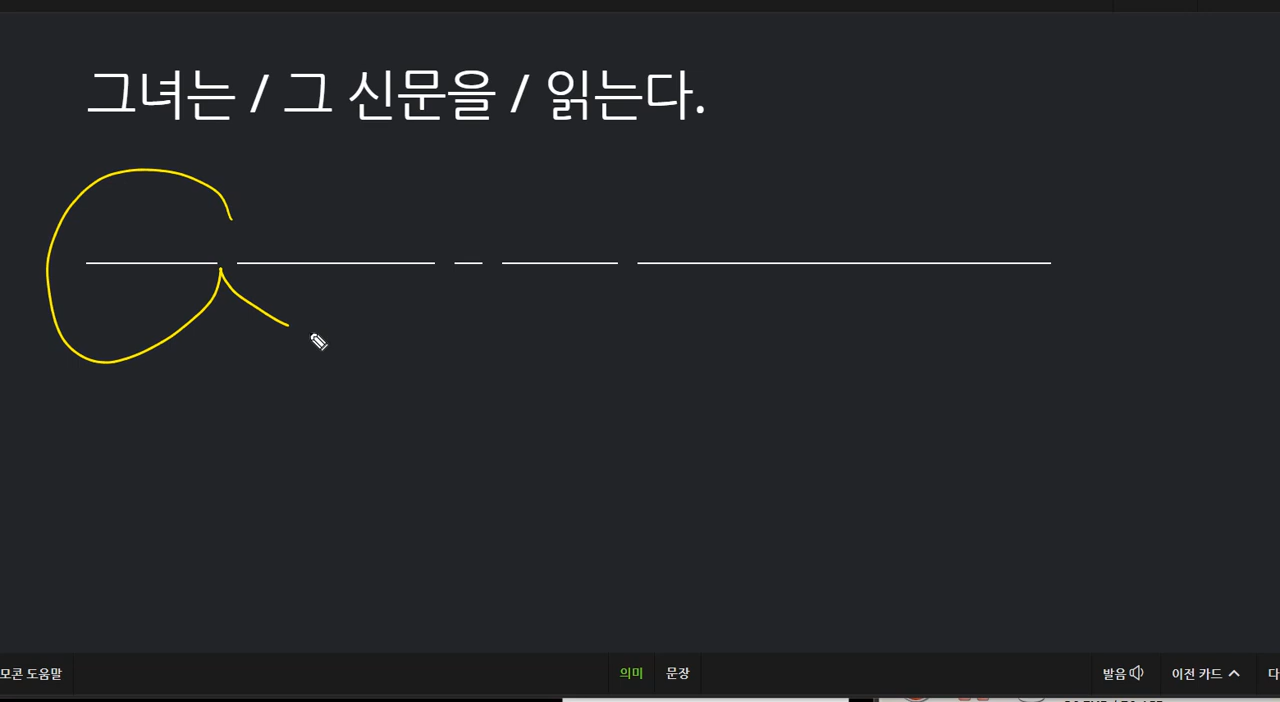 그녀는 / 그 신문을 / 읽는다.
모콘 도움말
의미
문장
발음
이전 카드
다